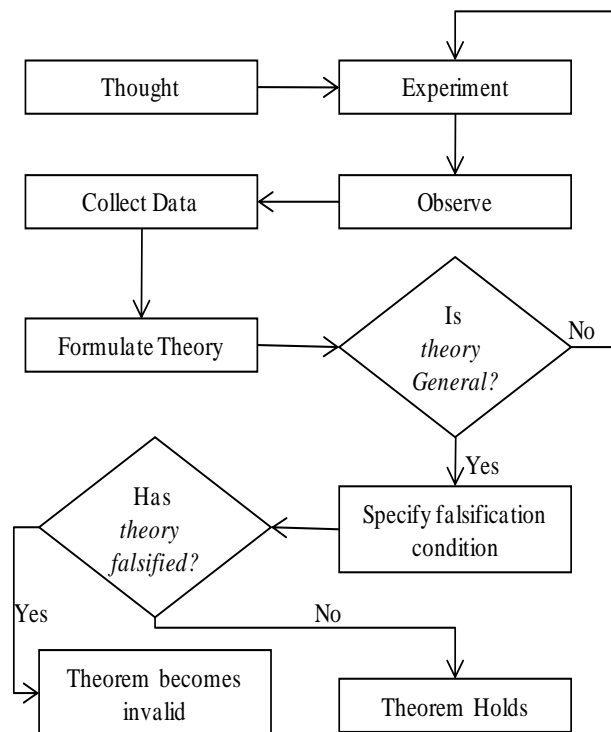 Thought
Experiment
Collect Data
Observe
Formulate Theory
Is
theory
General?
No
Yes
Specify falsification
condition
Has
theory
falsified?
Yes
No
Theorem becomes
invalid
Theorem Holds